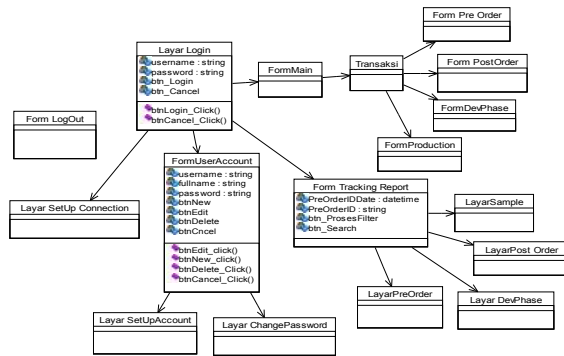 Form Pre Order
Layar Login
username : string
password : string
btn_Login
btn_Cancel
btnLogin_Click()
btnCancel_Click()
FormMain
Transaksi
Form PostOrder
FormDevPhase
FormProduction
Form LogOut
FormUserAccount
username : string
fullname : string
password : string
btnNew
btnEdit
btnDelete
btnCncel
btnEdit_click()
btnNew_click()
btnDelete_Click()
btnCancel_Click()
Form Tracking Report
PreOrderIDDate : datetime
PreOrderID : string
btn_ProsesFilter
btn_Search
LayarSample
Layar SetUp Connection
LayarPost Order
LayarPreOrder
Layar DevPhase
Layar SetUpAccount
Layar ChangePassword